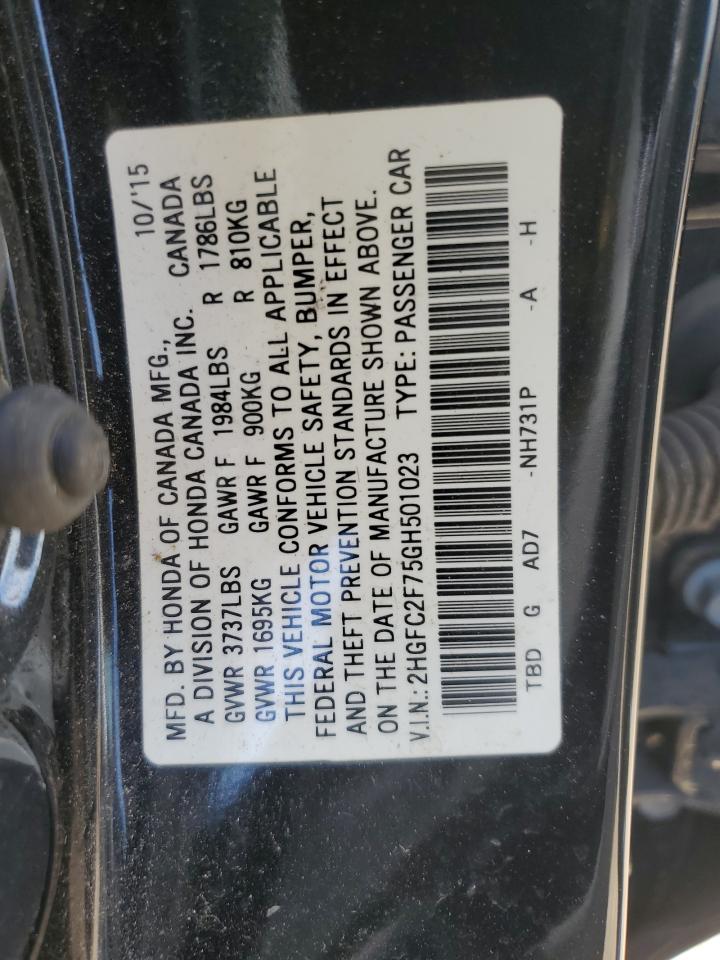 MFD. BY HONDA OF CANADA MFG., 10/'15
A DIVISION OF HONDA CANADA INC. CANADA
GVWR 3737LBS GAWR F 1984LBS R 1786LBS
GVWR 1695KG GAWR F 900KG R 810KG
THIS VEHICLE CONFORMS TO ALL APPLICABLE
FEDERAL MOTOR VEHICLE SAFETY, BUMPER,
AND THEFT PREVENTION STANDARDS IN EFFECT
ON THE DATE OF MANUFACTURE SHOWN ABOVE.
V.I.N.: 2HGFC2F75GH501023 TYPE: PASSENGER CAR
TBD G AD7 -NH731P -A -H